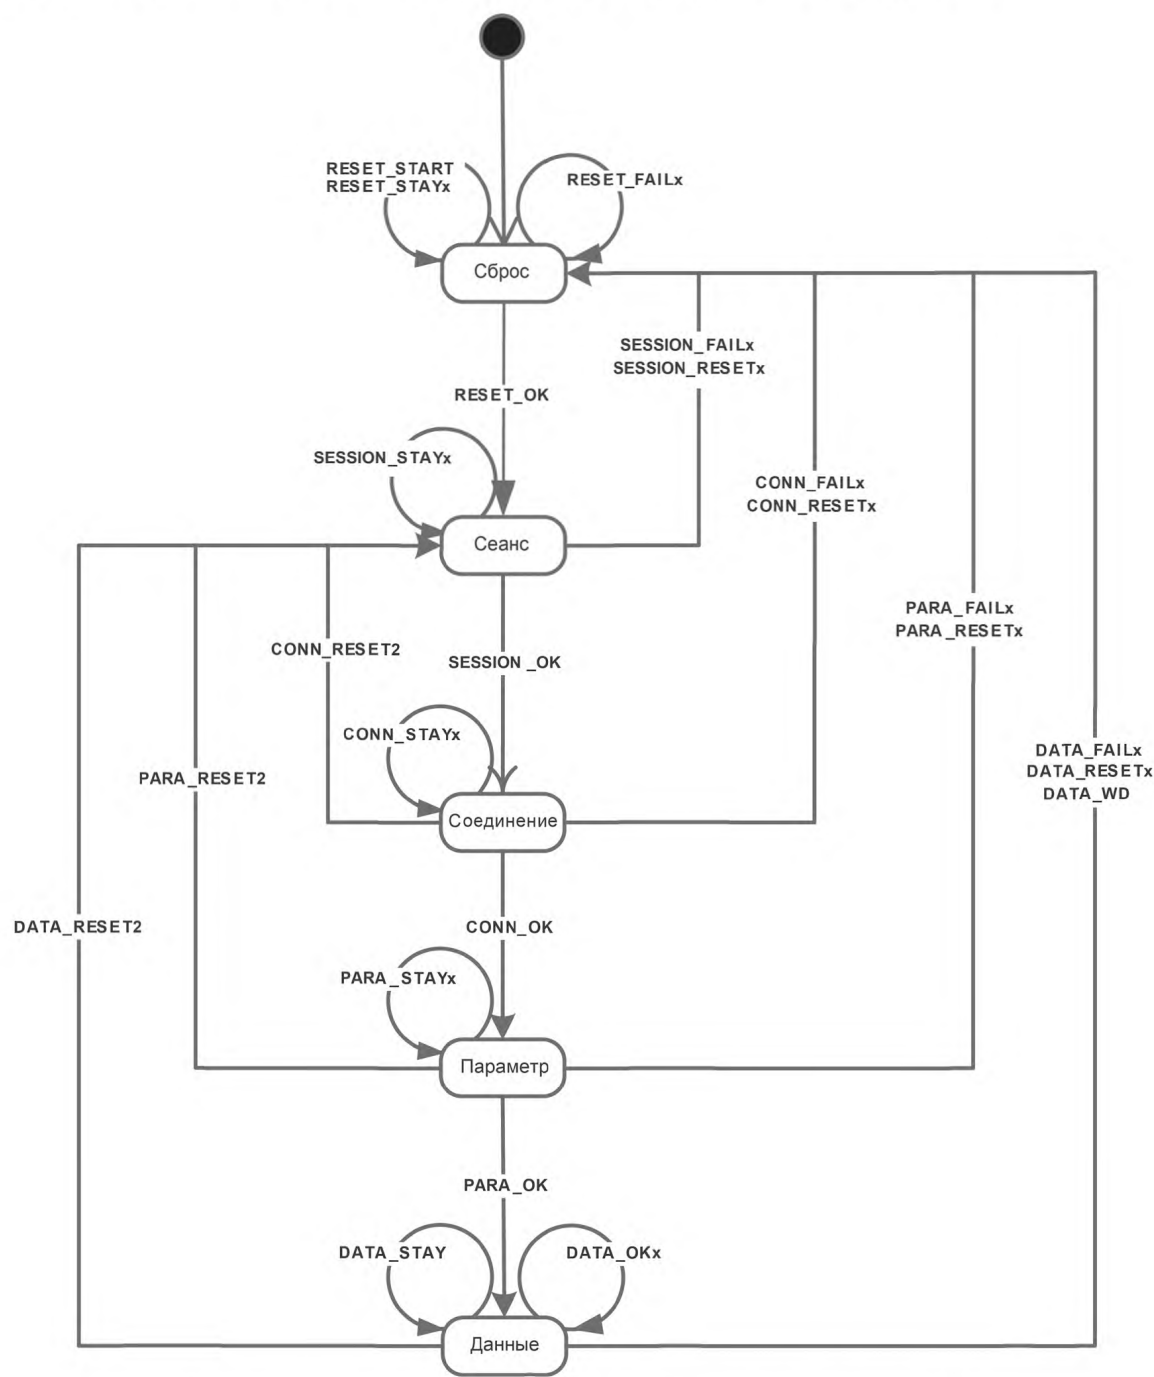 RESET_START
RESET_STAYx
RESET_FAILx
Сброс
SESSION_FAILx
SESSION_RESETx
RESET_OK
SESSION_STAYx
CONN_FAILx
CONN_RESETx
Сеанс
PARA_FAILx
PARA_RESETx
CONN_RESET2
SESSION_OK
CONN_STAYx
DATA_FAILx
DATA_RESETx
DATA_WD
PARA_RESET2
Соединение
DATA_RESET2
CONN_OK
PARA_STAYx
Параметр
PARA_OK
DATA_STAY
DATA_OKx
Данные